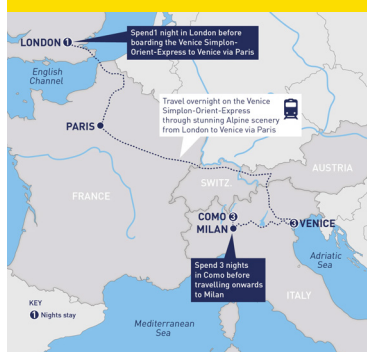 Spend1 night in London before
boarding the Venice Simplon-
Orient-Express to Venice via Paris
LONDON 1
English
Channel
Travel overnight on the Venice
Simplon-Orient-Express
through stunning Alpine scenery
from London to Venice via Paris
PARIS
AUSTRIA
SWITZ.
FRANCE
COMO 3
MILAN
3 VENICE
Adriatic
Sea
Spend 3 nights
in Como before
travelling onwards
to Milan
ITALY
KEY
1 Nights stay
Mediterranean
Sea